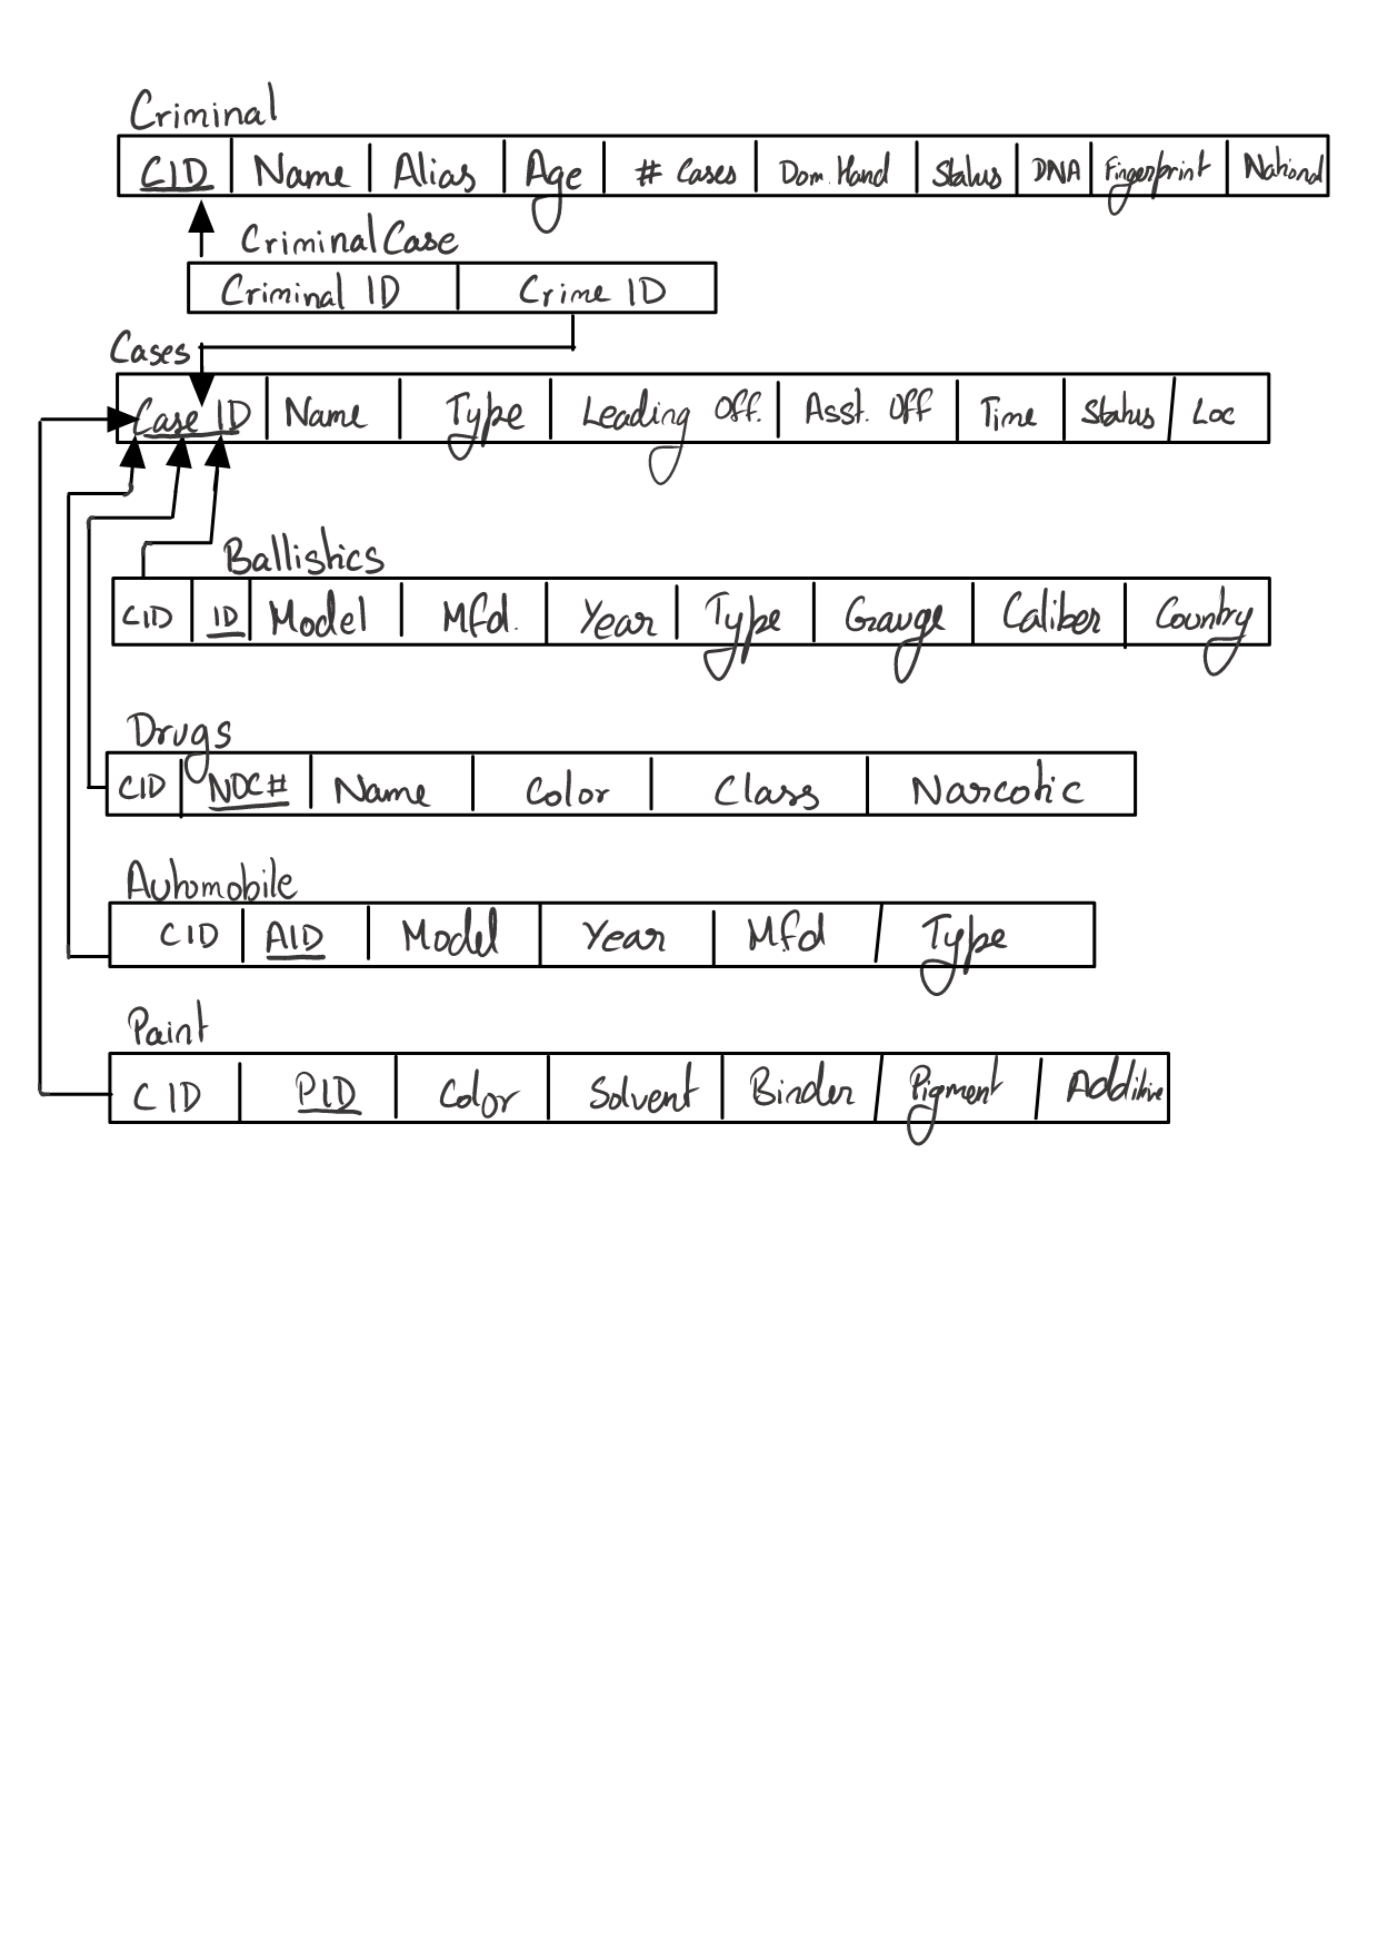 Criminal
CID Name Alias Age # Cases Dom. Hand Status DNA Fingerprint National
CriminalCase
Criminal ID Crime ID
Cases
Case ID Name Type Leading Off. Asst. Off Time Status Loc
Ballistics
CID ID Model Mfd. Year Type Gauge Caliber Country
Drugs
CID NDC# Name Color Class Narcotic
Automobile
CID AID Model Year Mfd Type
Paint
CID PID Color Solvent Binder Pigment Additive